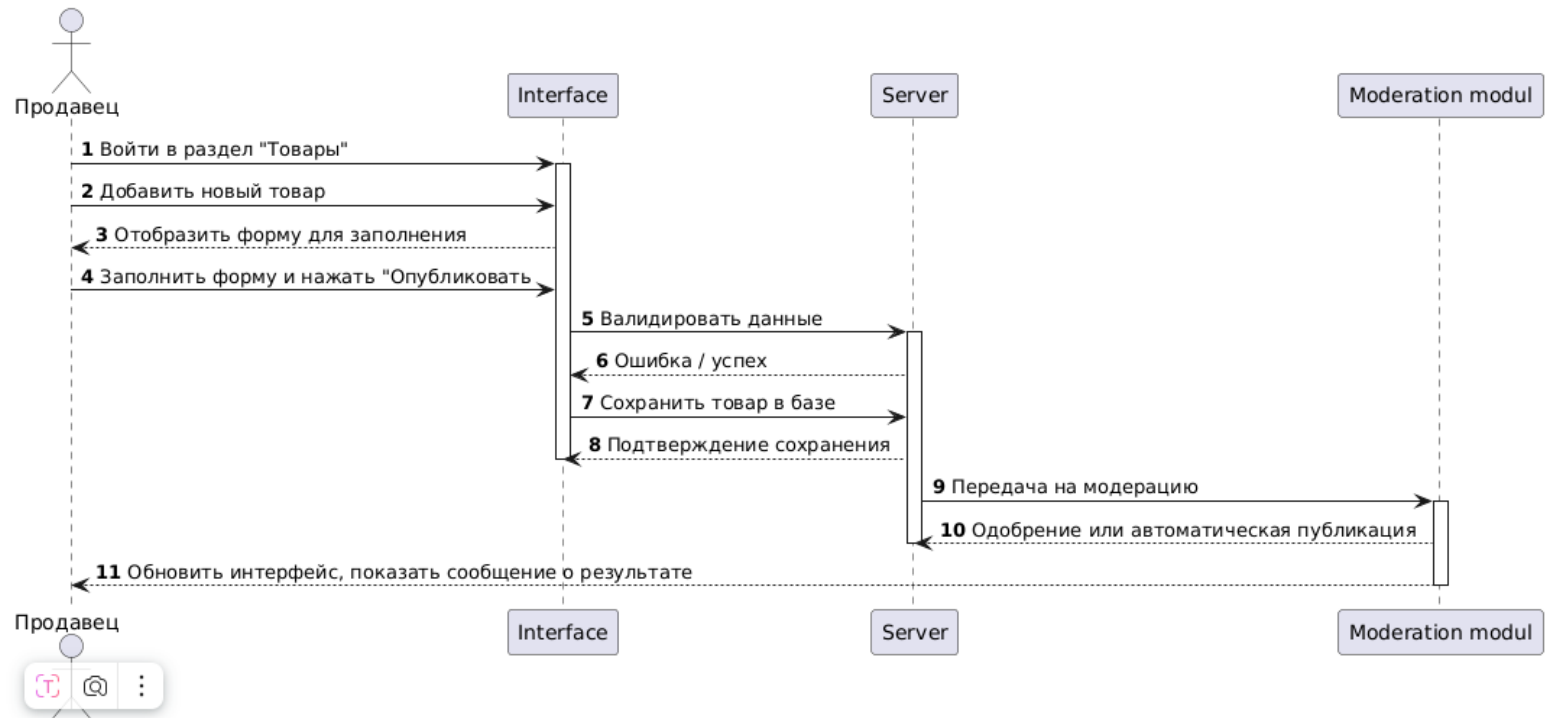 Продавец
Interface
Server
Moderation modul
1 Войти в раздел "Товары"
2 Добавить новый товар
3 Отобразить форму для заполнения
4 Заполнить форму и нажать "Опубликовать
5 Валидировать данные
6 Ошибка / успех
7 Сохранить товар в базе
8 Подтверждение сохранения
9 Передача на модерацию
10 Одобрение или автоматическая публикация
11 Обновить интерфейс, показать сообщение о результате
Продавец
Interface
Server
Moderation modul
T